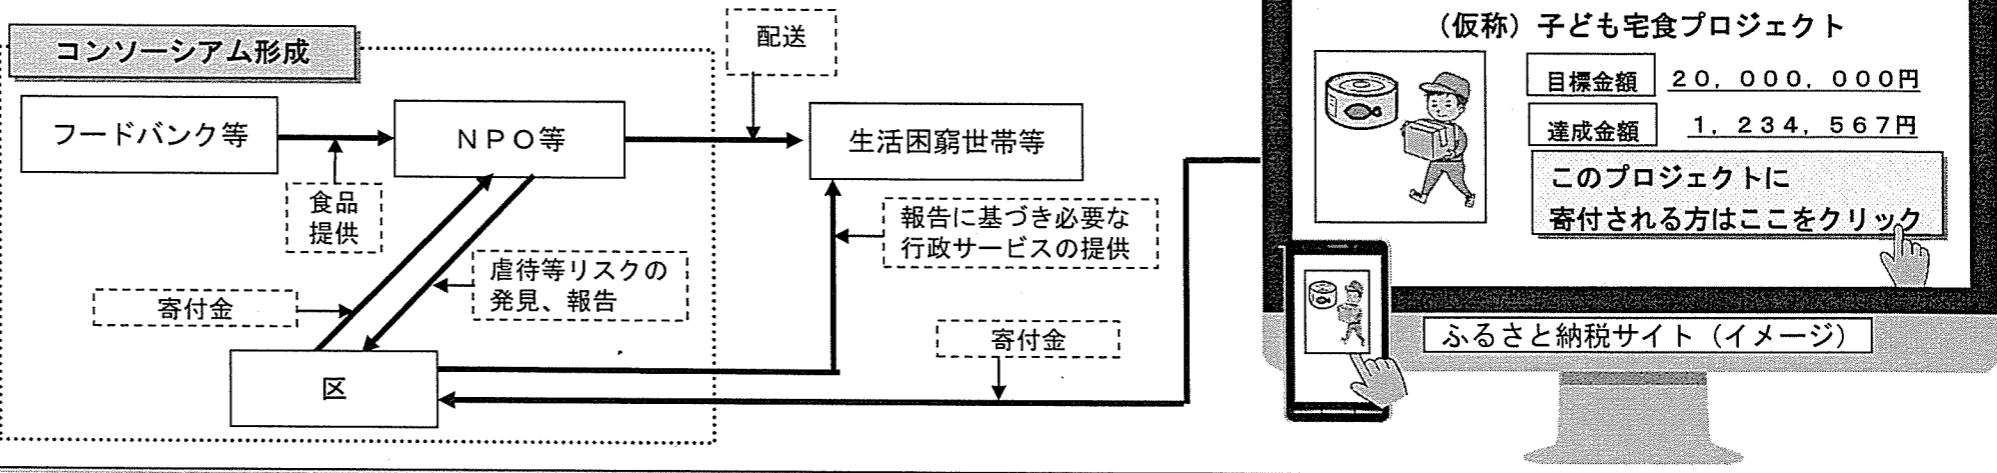 コンソーシアム形成
フードバンク等
NPO等
配送
生活困窮世帯等
食品
提供
寄付金
虐待等リスクの
発見、報告
報告に基づき必要な
行政サービスの提供
寄付金
区
（仮称）子ども宅食プロジェクト
目標金額 20,000,000円
達成金額 1,234,567円
このプロジェクトに
寄付される方はここをクリック
ふるさと納税サイト（イメージ）